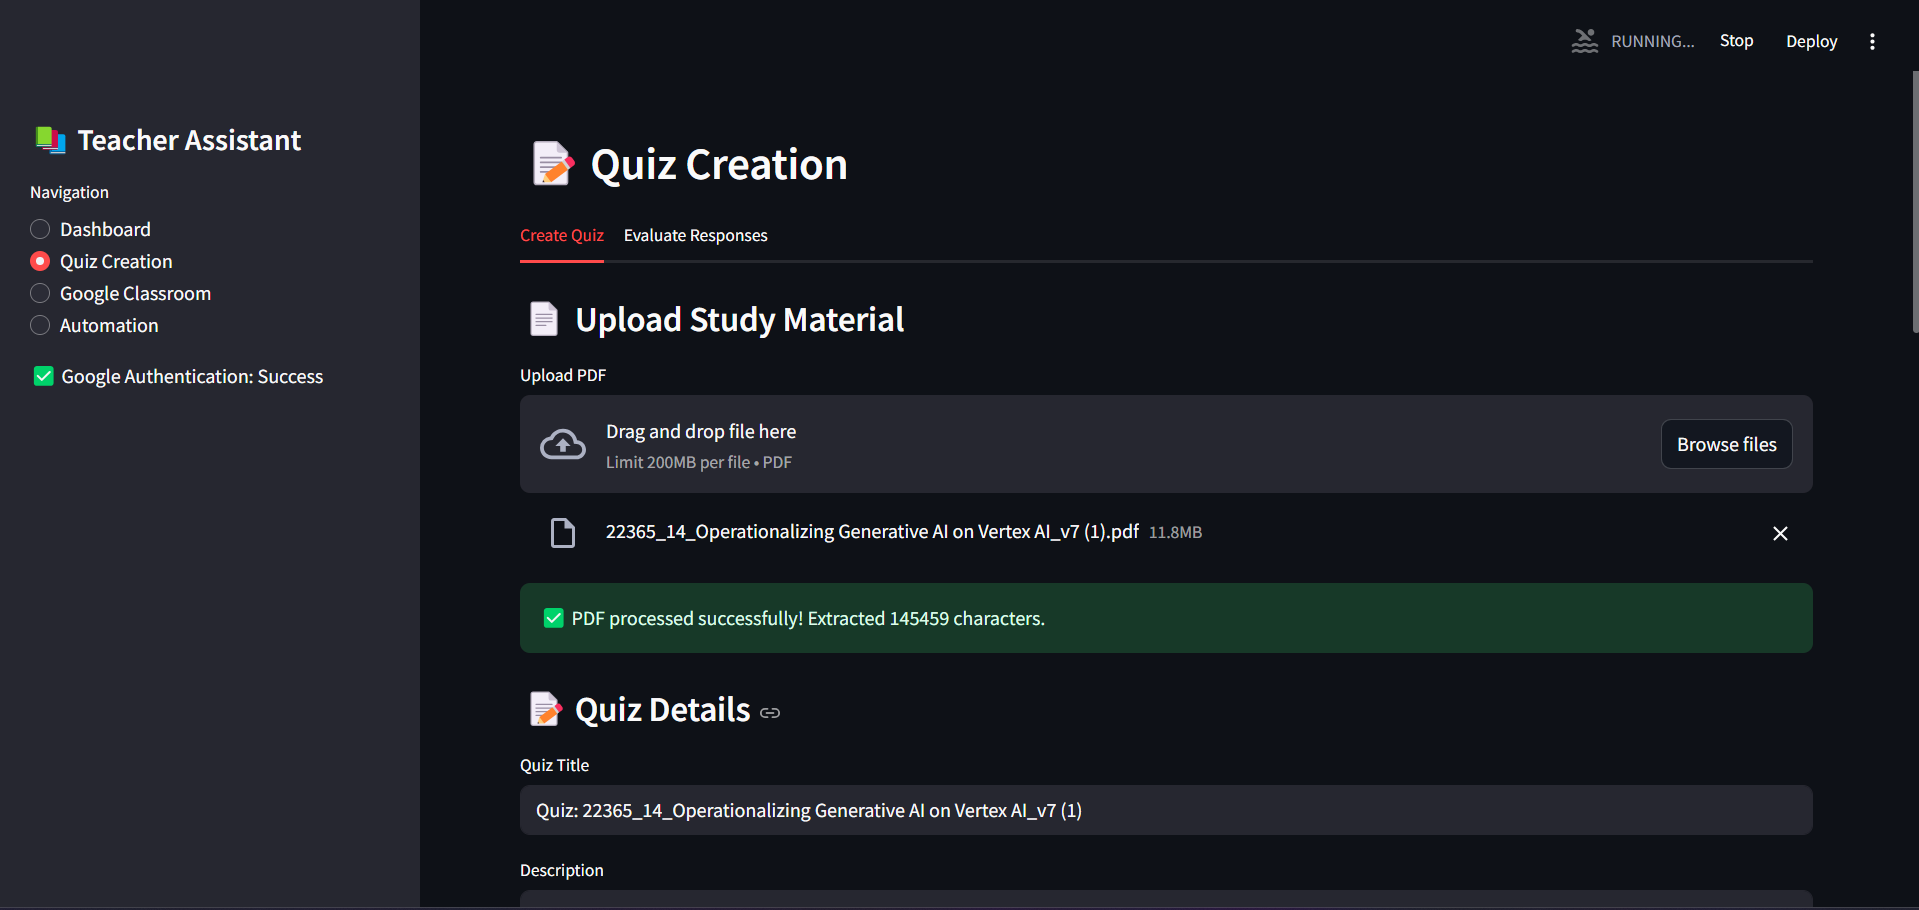 RUNNING...
Stop
Deploy
Teacher Assistant
Navigation
Dashboard
Quiz Creation
Google Classroom
Automation
Google Authentication: Success
Quiz Creation
Create Quiz
Evaluate Responses
Upload Study Material
Upload PDF
Drag and drop file here
Limit 200MB per file • PDF
Browse files
22365_14_Operationalizing Generative AI on Vertex AI_v7 (1).pdf 11.8MB
PDF processed successfully! Extracted 145459 characters.
Quiz Details
Quiz Title
Quiz: 22365_14_Operationalizing Generative AI on Vertex AI_v7 (1)
Description